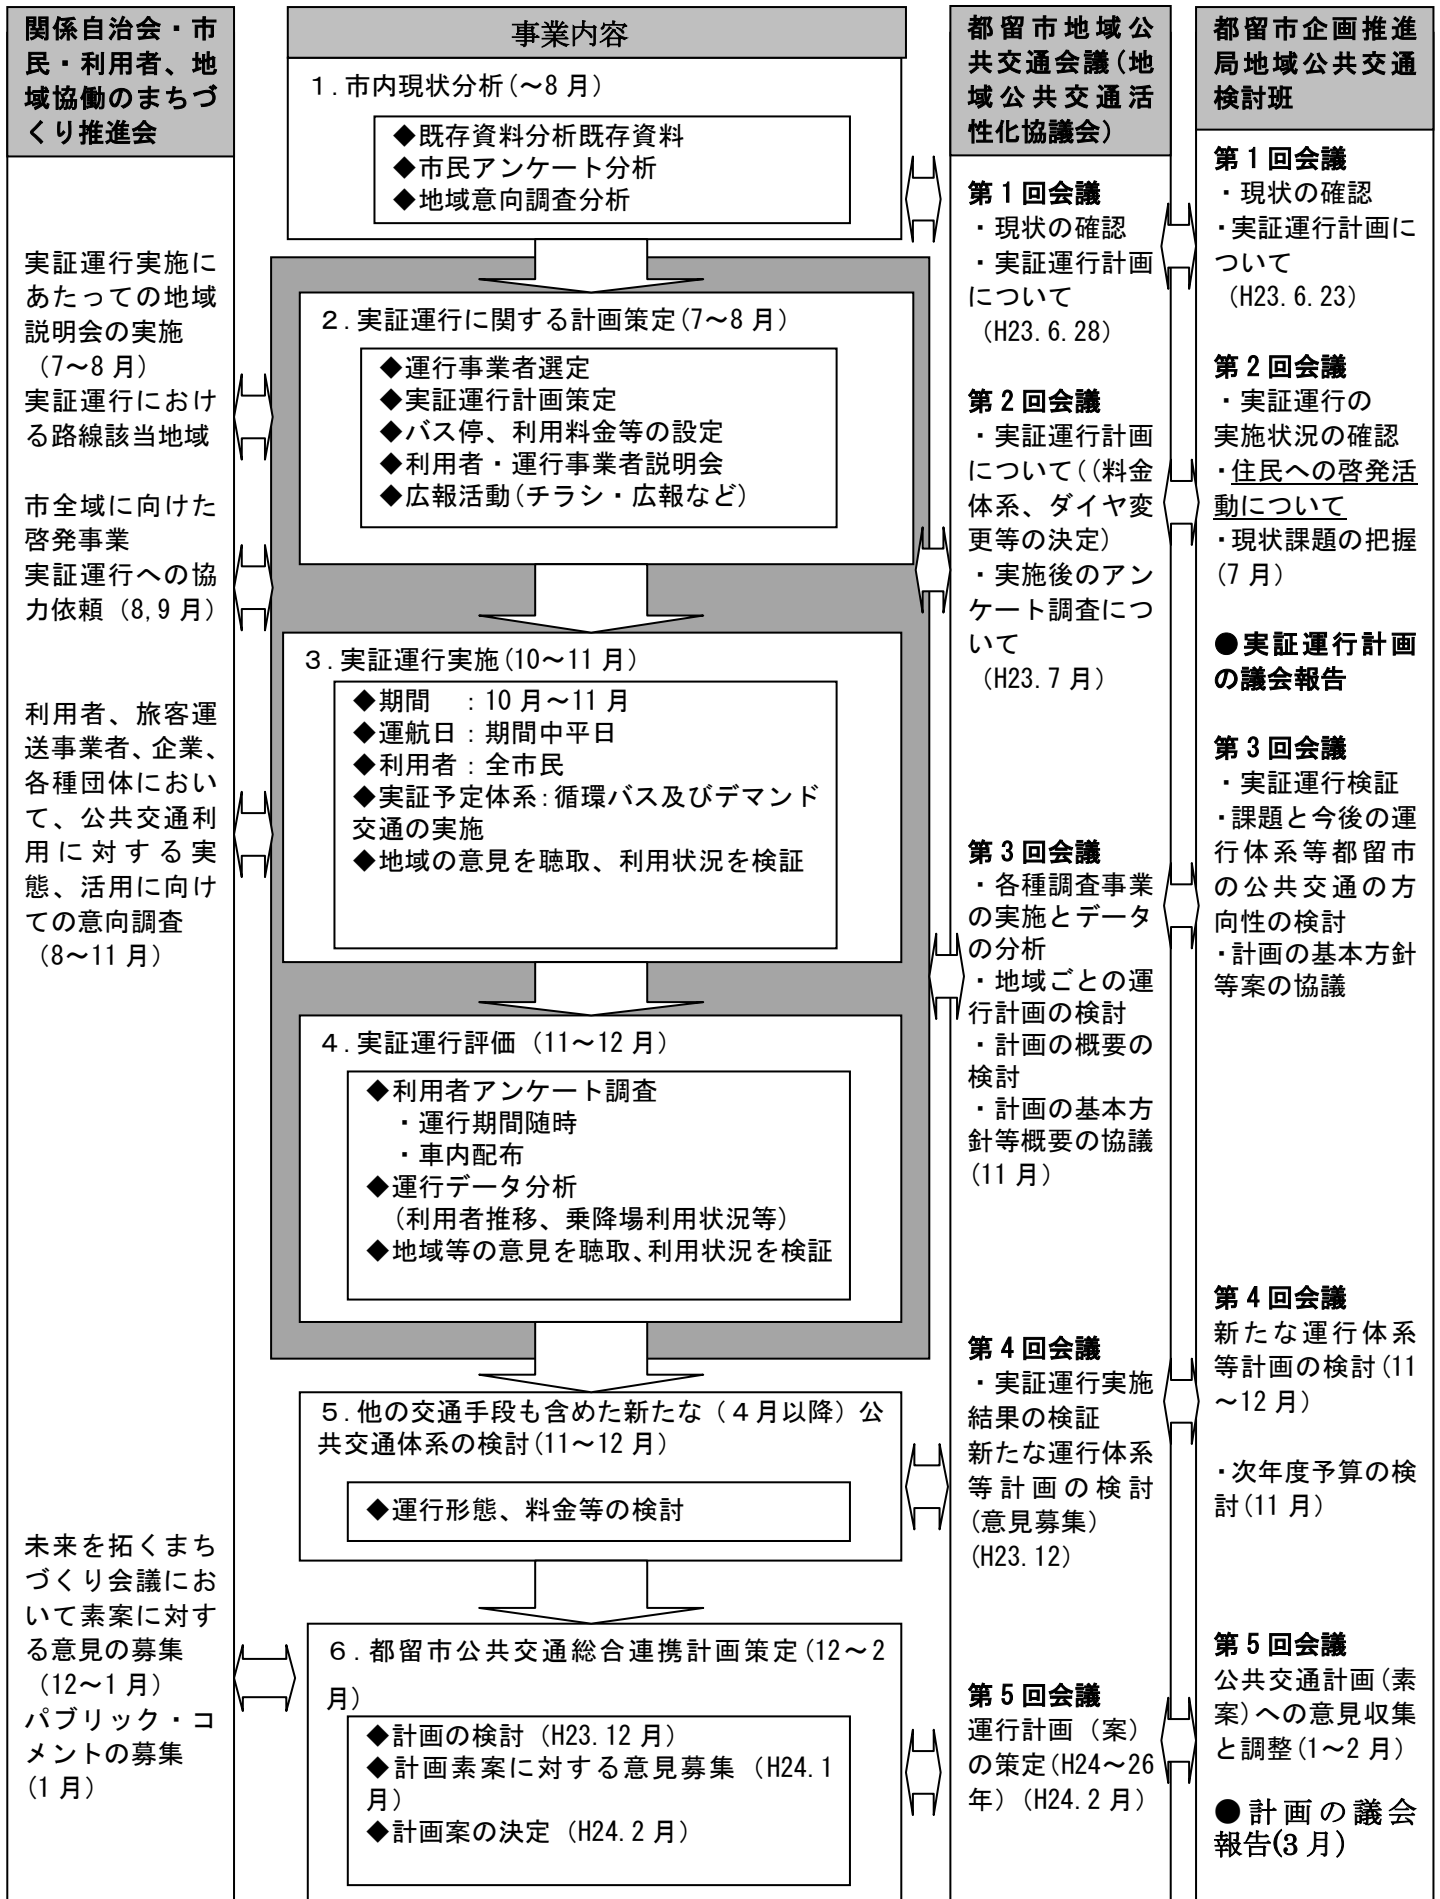 関係自治会・市
民・利用者、地
域協働のまちづ
くり推進会
実証運行実施に
あたっての地域
説明会の実施
（7～8 月）
実証運行におけ
る路線該当地域
市全域に向けた
啓発事業
実証運行への協
力依頼（8,9 月）
利用者、旅客運
送事業者、企業、
各種団体におい
て、公共交通利
用に対する実
態、活用に向け
ての意向調査
（8～11 月）
未来を拓くまち
づくり会議にお
いて素案に対す
る意見の募集
（12～1 月）
パブリック・コ
メントの募集
(1 月)
事業内容
１.市内現状分析(～8 月)
◆既存資料分析既存資料
◆市民アンケート分析
◆地域意向調査分析
２.実証運行に関する計画策定(7～8 月)
◆運行事業者選定
◆実証運行計画策定
◆バス停、利用料金等の設定
◆利用者・運行事業者説明会
◆広報活動(チラシ・広報など)
３.実証運行実施(10～11 月)
◆期間　：10 月～11 月
◆運航日：期間中平日
◆利用者：全市民
◆実証予定体系：循環バス及びデマンド
交通の実施
◆地域の意見を聴取、利用状況を検証
４.実証運行評価（11～12 月）
◆利用者アンケート調査
・運行期間随時
・車内配布
◆運行データ分析
(利用者推移、乗降場利用状況等)
◆地域等の意見を聴取、利用状況を検証
５.他の交通手段も含めた新たな（４月以降）公
共交通体系の検討(11～12 月)
◆運行形態、料金等の検討
６.都留市公共交通総合連携計画策定(12～2
月)
◆計画の検討（H23.12 月）
◆計画素案に対する意見募集（H24.1
月）
◆計画案の決定（H24.2 月）
都留市地域公
共交通会議(地
域公共交通活
性化協議会)
第１回会議
・現状の確認
・実証運行計画
について
（H23.6.28）
第２回会議
・実証運行計画
について((料金
体系、ダイヤ変
更等の決定)
・実施後のアン
ケート調査につ
いて
（H23.7 月）
第３回会議
・各種調査事業
の実施とデータ
の分析
・地域ごとの運
行計画の検討
・計画の概要の
検討
・計画の基本方
針等概要の協議
(11 月)
第４回会議
・実証運行実施
結果の検証
新たな運行体系
等計画の検討
(意見募集)
(H23.12)
第５回会議
運行計画（案）
の策定(H24～26
年)（H24.2 月）
都留市企画推進
局地域公共交通
検討班
第１回会議
・現状の確認
・実証運行計画に
ついて
（H23.6.23）
第２回会議
・実証運行の
実施状況の確認
・住民への啓発活
動について
・現状課題の把握
(7 月)
●実証運行計画
の議会報告
第３回会議
・実証運行検証
・課題と今後の運
行体系等都留市
の公共交通の方
向性の検討
・計画の基本方針
等案の協議
第４回会議
新たな運行体系
等計画の検討(11
～12 月)
・次年度予算の検
討(11 月)
第５回会議
公共交通計画(素
案)への意見収集
と調整(1～2 月)
●計画の議会
報告(3 月)